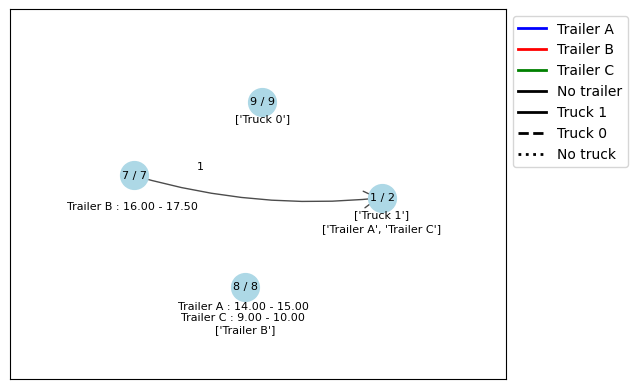 9 / 9
['Truck 0']
1
7 / 7
Trailer B : 16.00 - 17.50
1 / 2
['Truck 1']
['Trailer A', 'Trailer C']
8 / 8
Trailer A : 14.00 - 15.00
Trailer C : 9.00 - 10.00
['Trailer B']
Trailer A
Trailer B
Trailer C
No trailer
Truck 1
Truck 0
No truck